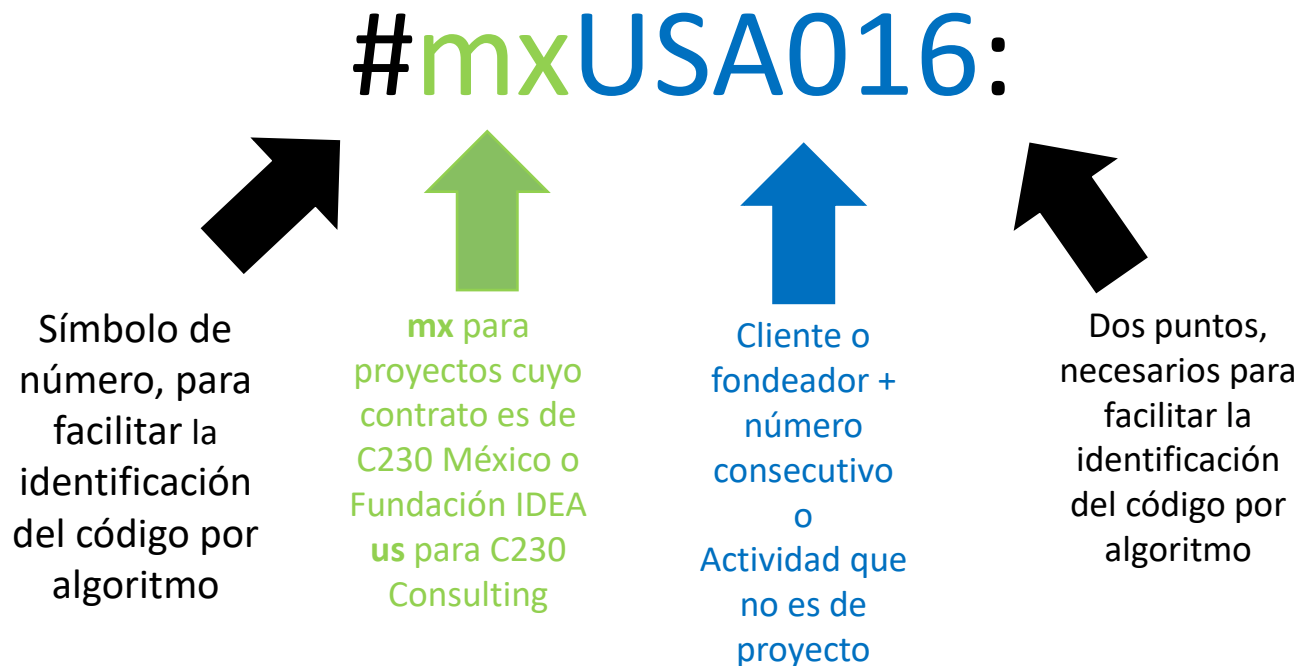 #mxUSA016:
Símbolo de
número, para
facilitar la
identificación
del código por
algoritmo
mx para
proyectos cuyo
contrato es de
C230 México o
Fundación IDEA
us para C230
Consulting
Cliente o
fondeador +
número
consecutivo
o
Actividad que
no es de
proyecto
Dos puntos,
necesarios para
facilitar la
identificación
del código por
algoritmo